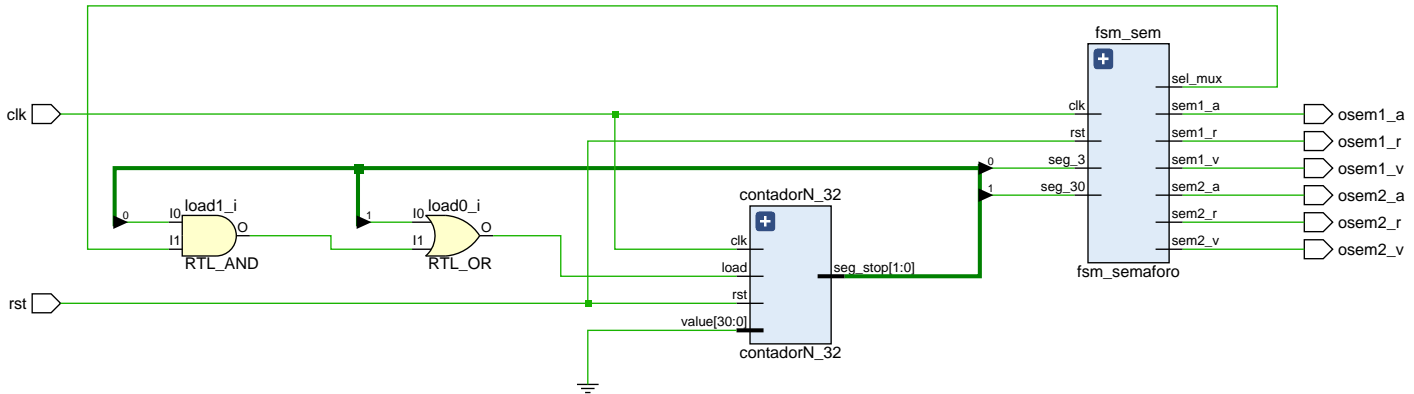 fsm_sem
sel_mux
clk
clk
sem1_a
osem1_a
rst
sem1_r
osem1_r
0
seg_3
sem1_v
osem1_v
1
seg_30
sem2_a
osem2_a
sem2_r
osem2_r
sem2_v
osem2_v
fsm_semaforo
load1_i
0
I0
I1
O
RTL_AND
load0_i
1
I0
I1
O
RTL_OR
contadorN_32
clk
load
seg_stop[1:0]
rst
rst
value[30:0]
contadorN_32